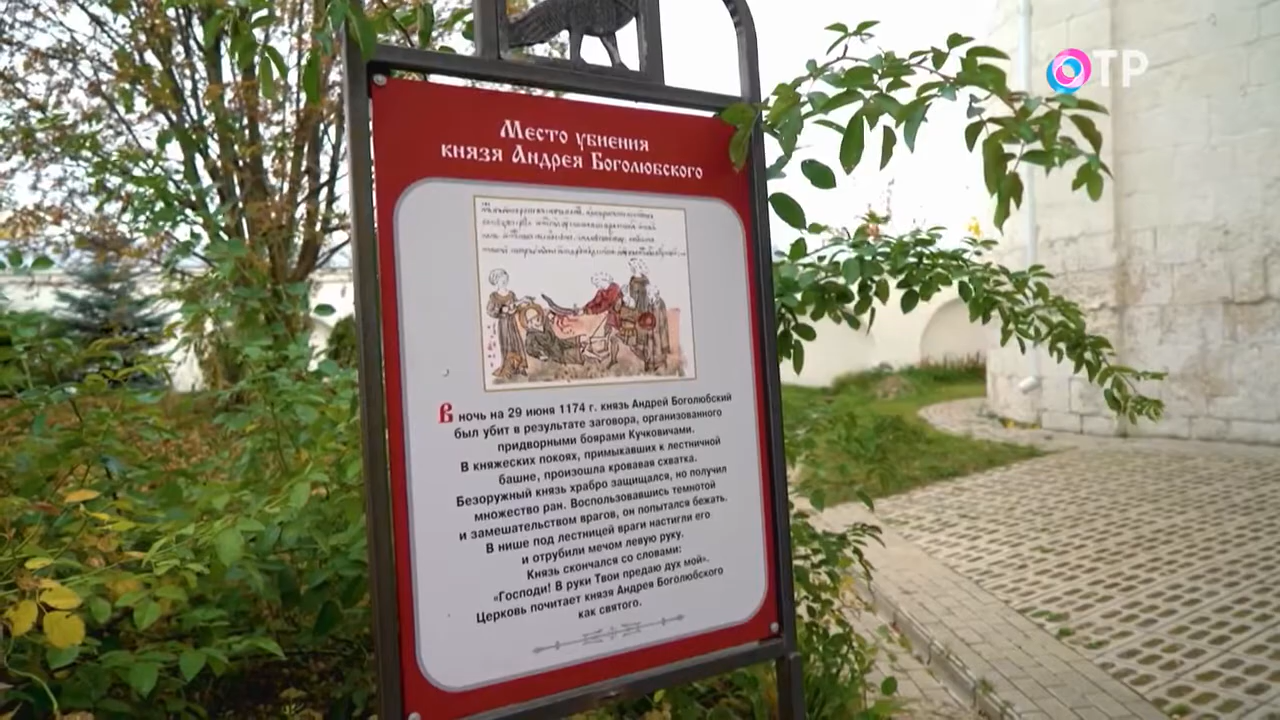 ОТР
Место убиения
князя Андрея Боголюбского
В ночь на 29 июня 1174 г. князь Андрей Боголюбский
был убит в результате заговора, организованного
придворными боярами Кучковичами.
В княжеских покоях, примыкавших к лестничной
башне, произошла кровавая схватка.
Безоружный князь храбро защищался, но получил
множество ран. Воспользовавшись темнотой
и замешательством врагов, он попытался бежать.
В нише под лестницей враги настигли его
и отрубили мечом левую руку.
Князь скончался со словами:
«Господи! В руки Твои предаю дух мой».
Церковь почитает князя Андрея Боголюбского
как святого.